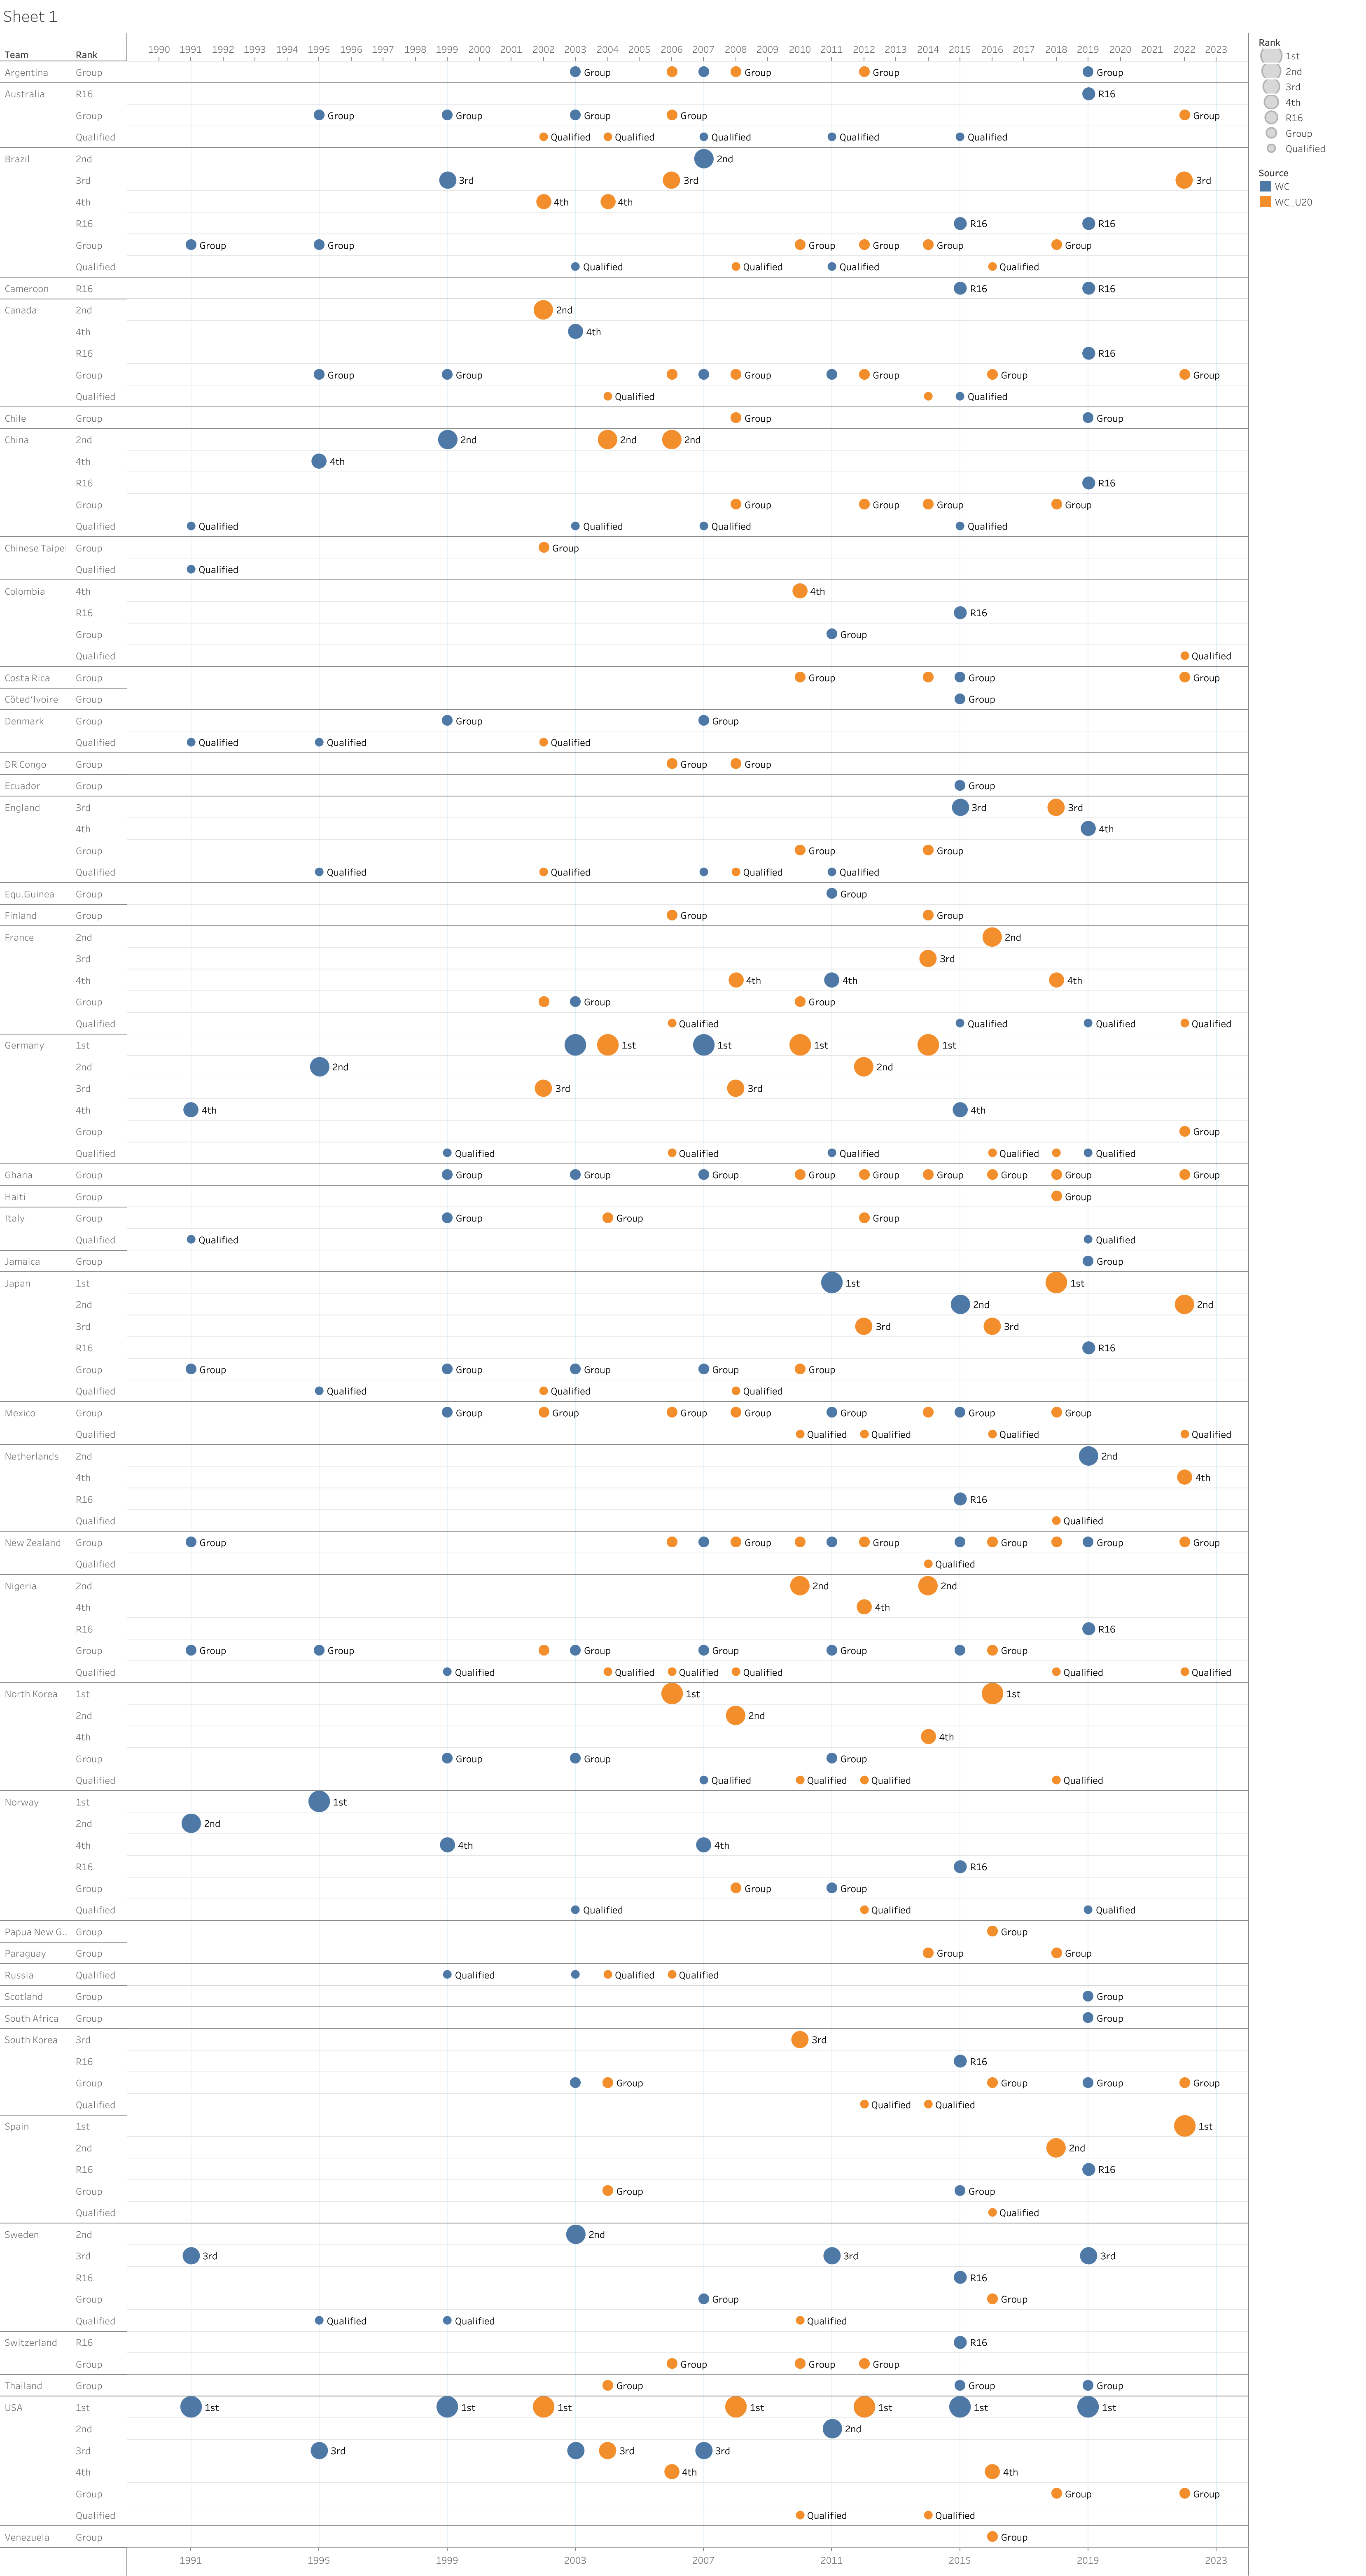 Sheet 1
Team Rank 1990 1991 1992 1993 1994 1995 1996 1997 1998 1999 2000 2001 2002 2003 2004 2005 2006 2007 2008 2009 2010 2011 2012 2013 2014 2015 2016 2017 2018 2019 2020 2021 2022 2023
Argentina Group Group Group Group Group
Australia R16 R16
Group Group Group Group Group Group
Qualified Qualified Qualified Qualified Qualified Qualified
Brazil 2nd 2nd
3rd 3rd 3rd 3rd
4th 4th 4th
R16 R16 R16
Group Group Group Group Group Group Group
Qualified Qualified Qualified Qualified Qualified
Cameroon R16 R16 R16
Canada 2nd 2nd
4th 4th
R16 R16
Group Group Group Group Group Group Group
Qualified Qualified Qualified
Chile Group Group Group
China 2nd 2nd 2nd 2nd
4th 4th
R16 R16
Group Group Group Group Group
Qualified Qualified Qualified Qualified Qualified
Chinese Taipei Group Group
Qualified Qualified
Colombia 4th 4th
R16 R16
Group Group
Qualified Qualified
Costa Rica Group Group Group Group
Côted'Ivoire Group Group
Denmark Group Group Group
Qualified Qualified Qualified Qualified
DR Congo Group Group Group
Ecuador Group Group
England 3rd 3rd 3rd
4th 4th
Group Group Group
Qualified Qualified Qualified Qualified Qualified
Equ.Guinea Group Group
Finland Group Group Group
France 2nd 2nd
3rd 3rd
4th 4th 4th 4th
Group Group Group
Qualified Qualified Qualified Qualified Qualified
Germany 1st 1st 1st 1st 1st
2nd 2nd 2nd
3rd 3rd 3rd
4th 4th 4th
Group Group
Qualified Qualified Qualified Qualified Qualified Qualified
Ghana Group Group Group Group Group Group Group Group Group Group
Haiti Group Group
Italy Group Group Group Group
Qualified Qualified Qualified
Jamaica Group Group
Japan 1st 1st 1st
2nd 2nd 2nd
3rd 3rd 3rd
R16 R16
Group Group Group Group Group Group
Qualified Qualified Qualified Qualified
Mexico Group Group Group Group Group Group Group Group
Qualified Qualified Qualified Qualified Qualified
Netherlands 2nd 2nd
4th 4th
R16 R16
Qualified Qualified
New Zealand Group Group Group Group Group Group Group
Qualified Qualified
Nigeria 2nd 2nd 2nd
4th 4th
R16 R16
Group Group Group Group Group Group Group
Qualified Qualified Qualified Qualified Qualified Qualified Qualified
North Korea 1st 1st 1st
2nd 2nd
4th 4th
Group Group Group Group
Qualified Qualified Qualified Qualified Qualified
Norway 1st 1st
2nd 2nd
4th 4th 4th
R16 R16
Group Group Group
Qualified Qualified Qualified Qualified
Papua New G.. Group Group
Paraguay Group Group Group
Russia Qualified Qualified Qualified Qualified
Scotland Group Group
South Africa Group Group
South Korea 3rd 3rd
R16 R16
Group Group Group Group Group
Qualified Qualified Qualified
Spain 1st 1st
2nd 2nd
R16 R16
Group Group Group
Qualified Qualified
Sweden 2nd 2nd
3rd 3rd 3rd 3rd
R16 R16
Group Group Group
Qualified Qualified Qualified Qualified
Switzerland R16 R16
Group Group Group Group
Thailand Group Group Group Group
USA 1st 1st 1st 1st 1st 1st 1st 1st
2nd 2nd
3rd 3rd 3rd 3rd
4th 4th 4th
Group Group Group
Qualified Qualified Qualified
Venezuela Group Group
1991 1995 1999 2003 2007 2011 2015 2019 2023
Rank
1st
2nd
3rd
4th
R16
Group
Qualified
Source
WC
WC_U20